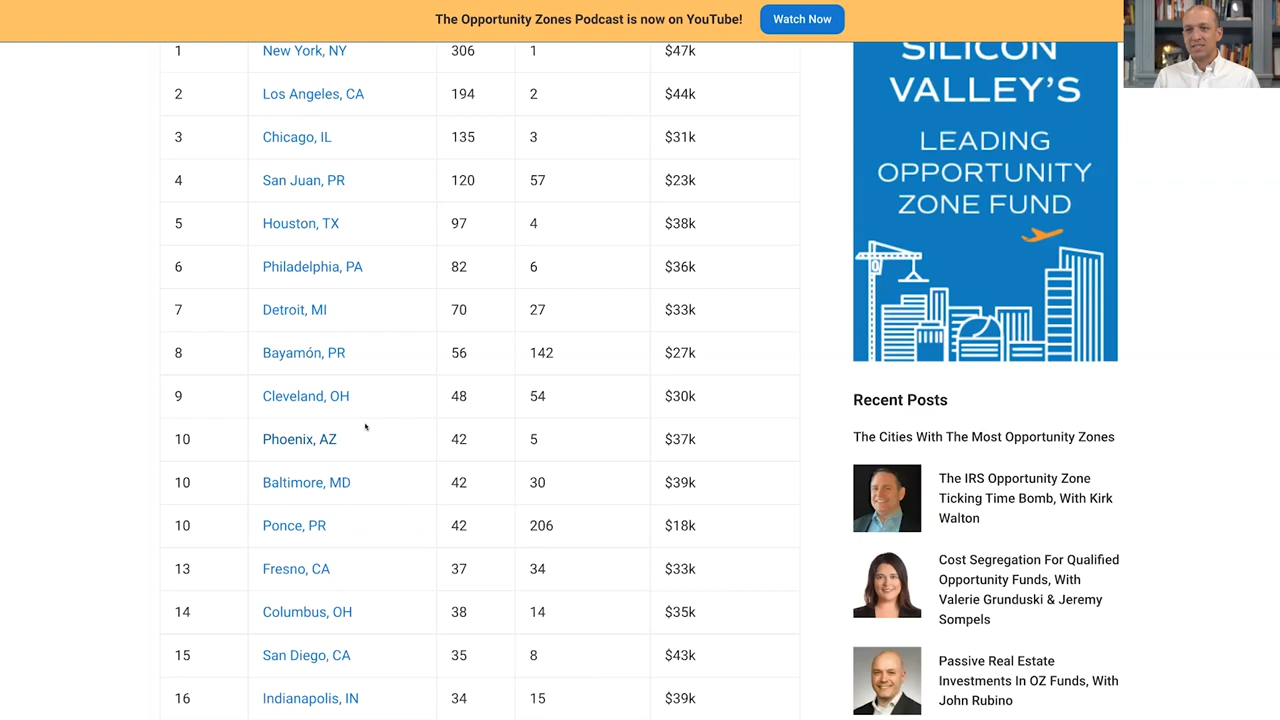 The Opportunity Zones Podcast is now on YouTube!
Watch Now
1 New York, NY 306 1 $47k
2 Los Angeles, CA 194 2 $44k
3 Chicago, IL 135 3 $31k
4 San Juan, PR 120 57 $23k
5 Houston, TX 97 4 $38k
6 Philadelphia, PA 82 6 $36k
7 Detroit, MI 70 27 $33k
8 Bayamón, PR 56 142 $27k
9 Cleveland, OH 48 54 $30k
10 Phoenix, AZ 42 5 $37k
10 Baltimore, MD 42 30 $39k
10 Ponce, PR 42 206 $18k
13 Fresno, CA 37 34 $33k
14 Columbus, OH 38 14 $35k
15 San Diego, CA 35 8 $43k
16 Indianapolis, IN 34 15 $39k
SILICON
VALLEY'S
LEADING
OPPORTUNITY
ZONE FUND
Recent Posts
The Cities With The Most Opportunity Zones
The IRS Opportunity Zone
Ticking Time Bomb, With Kirk
Walton
Cost Segregation For Qualified
Opportunity Funds, With
Valerie Grunduski & Jeremy
Sompels
Passive Real Estate
Investments In OZ Funds, With
John Rubino